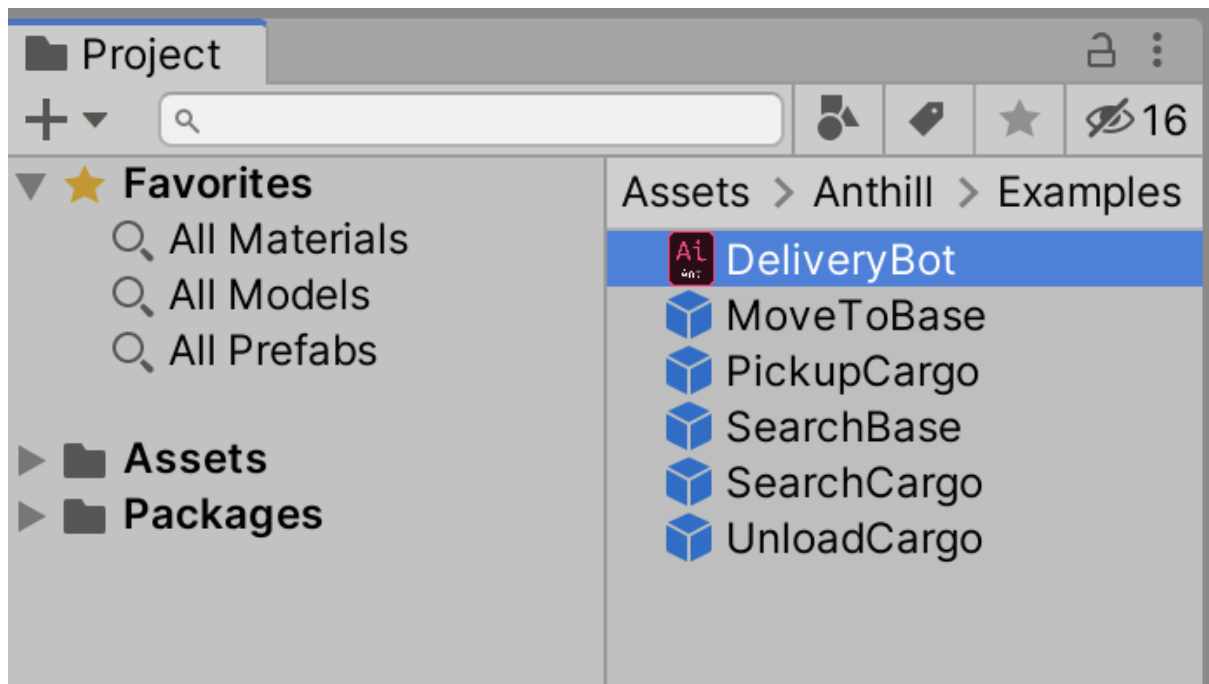 Project
16
Favorites
All Materials
All Models
All Prefabs
Assets
Packages
Assets > Anthill > Examples
Ai
Ant
DeliveryBot
MoveToBase
PickupCargo
SearchBase
SearchCargo
UnloadCargo